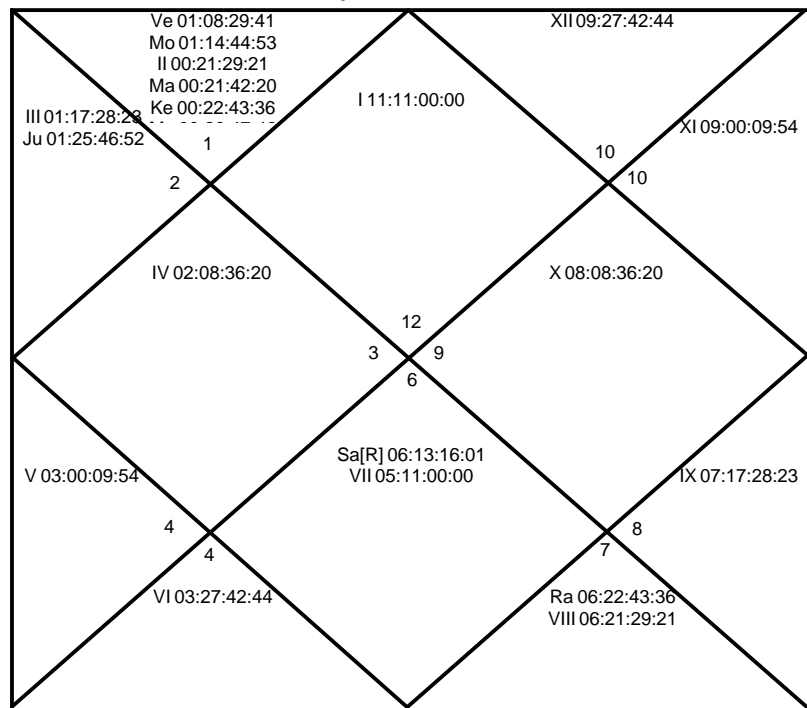 Ve 01:08:29:41
Mo 01:14:44:53
II 00:21:29:21
Ma 00:21:42:20
Ke 00:22:43:36
XII 09:27:42:44
I 11:11:00:00
III 01:17:28:23
Ju 01:25:46:52
XI 09:00:09:54
1
10
2
10
IV 02:08:36:20
X 08:08:36:20
12
3
9
6
Sa[R] 06:13:16:01
VII 05:11:00:00
V 03:00:09:54
IX 07:17:28:23
4
8
4
7
VI 03:27:42:44
Ra 06:22:43:36
VIII 06:21:29:21